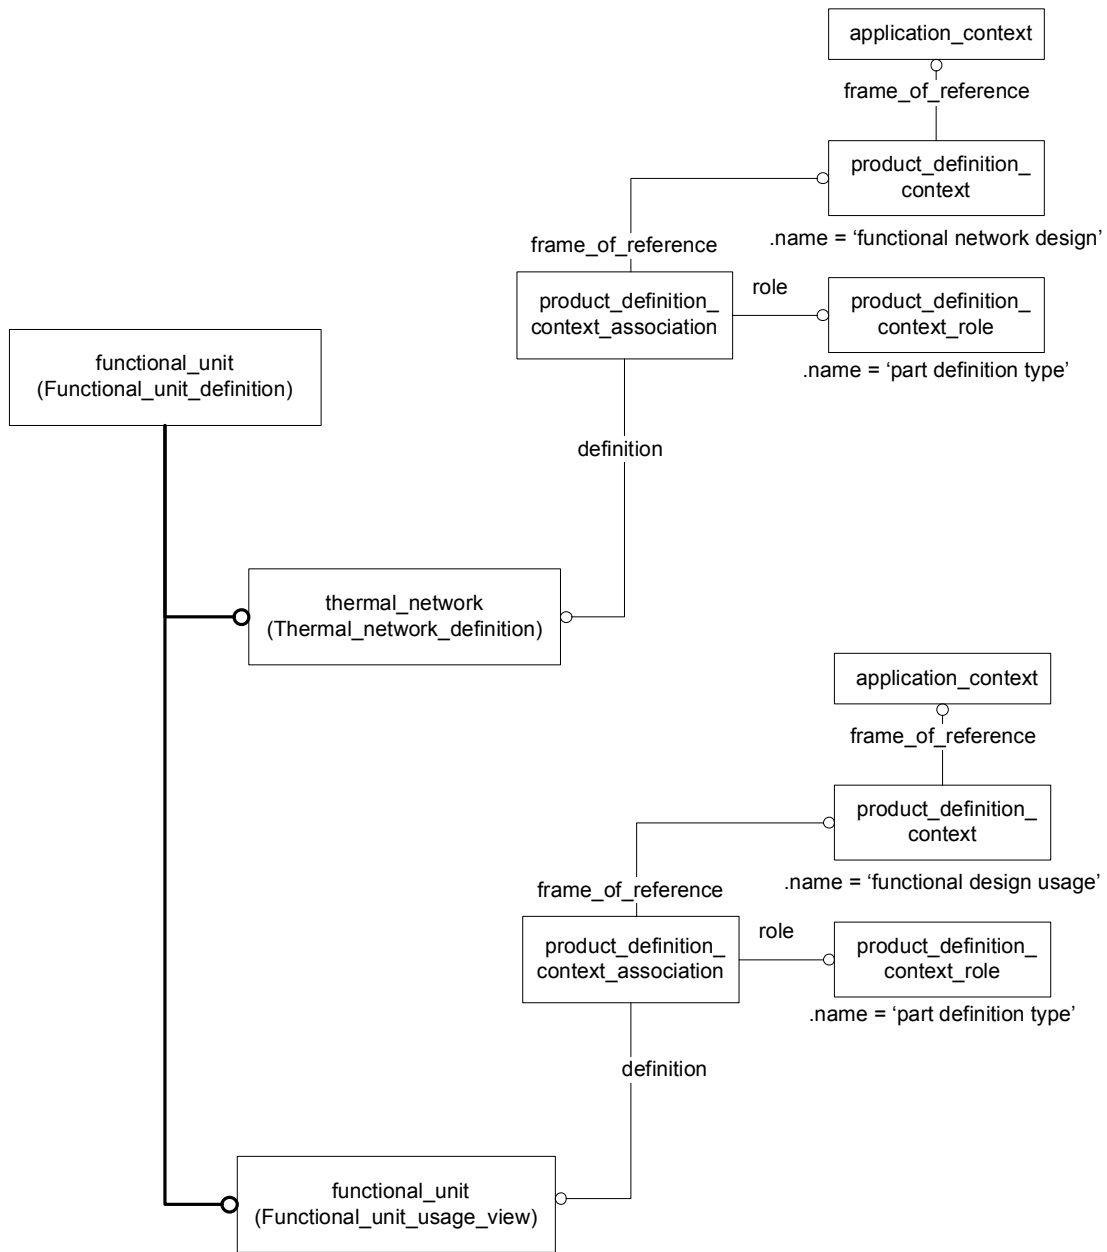 application_context
frame_of_reference
product_definition_
context
.name = ‘functional network design’
frame_of_reference
product_definition_
context_association
role
product_definition_
context_role
.name = ‘part definition type’
functional_unit
(Functional_unit_definition)
definition
thermal_network
(Thermal_network_definition)
application_context
frame_of_reference
product_definition_
context
.name = ‘functional design usage’
frame_of_reference
product_definition_
context_association
role
product_definition_
context_role
.name = ‘part definition type’
definition
functional_unit
(Functional_unit_usage_view)